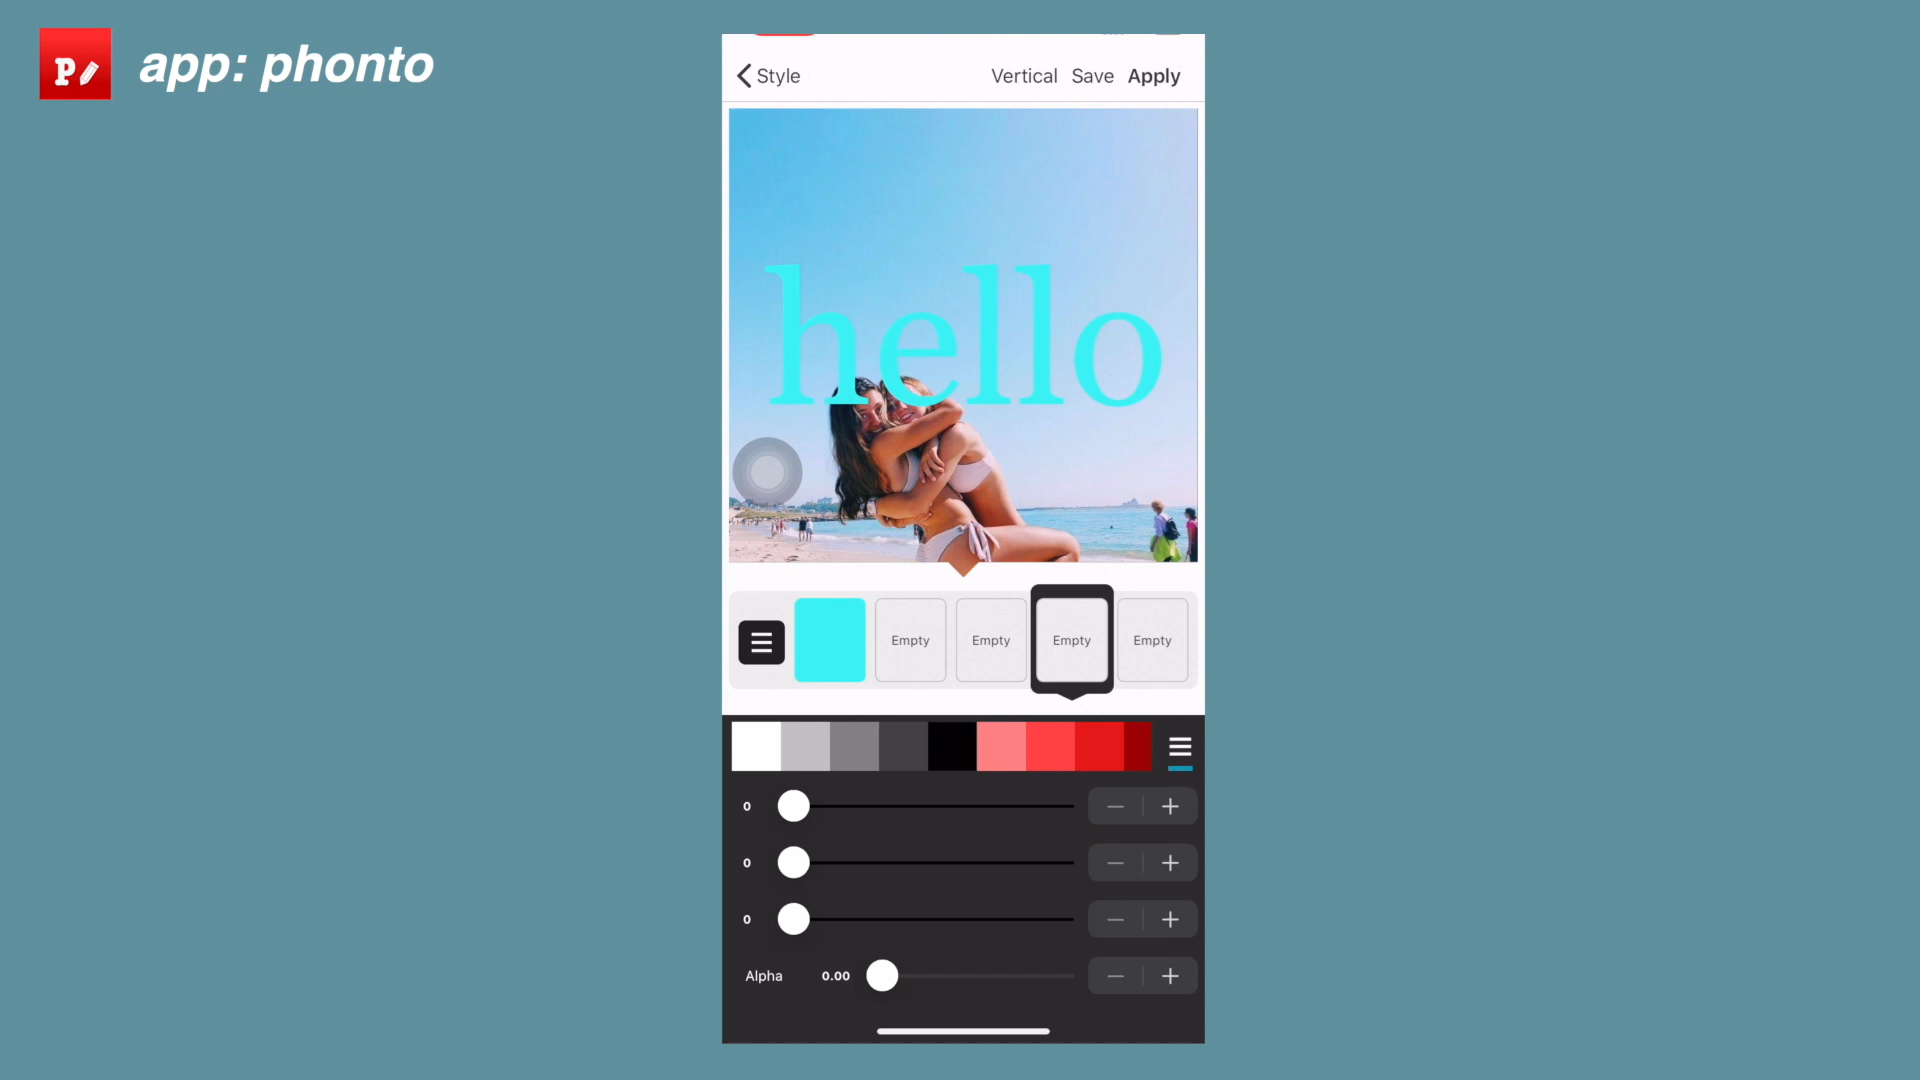 P
app: phonto
Style Vertical Save Apply
hello
Empty Empty Empty Empty
0
0
0
Alpha 0.00